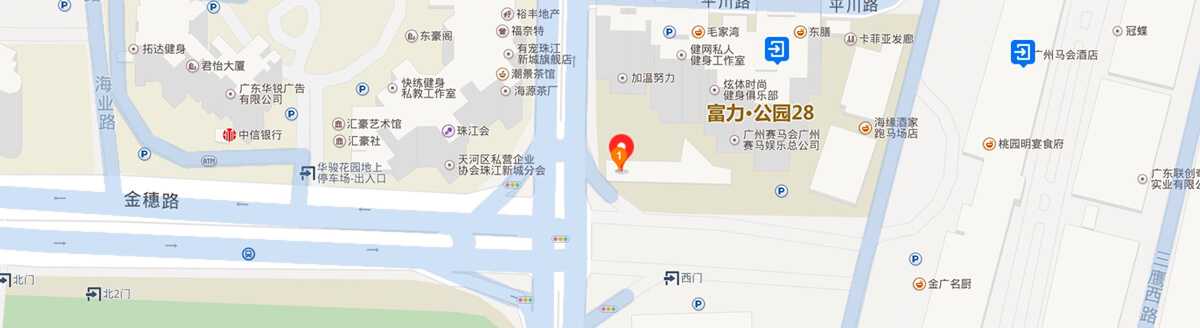 裕丰地产
平川路
平川路
东豪阁
福奈特
P
毛家湾
东膳
冠蝶
拓达健身
有宠珠江
新城旗舰店
健网私人
健身工作室
卡菲亚发廊
广州马会酒店
君怡大厦
P
潮景茶馆
加温努力
海业路
广东华锐广告
有限公司
快练健身
私教工作室
海源茶厂
炫体时尚
健身俱乐部
P
富力·公园28
中信银行
汇豪艺术馆
汇豪社
珠江会
广州赛马会广州
赛马娱乐总公司
海缘酒家
跑马场店
桃园明宴食府
P
ATM
华骏花园地上
停车场-出入口
天河区私营企业
协会珠江新城分会
1
广东联创
实业有限公
金穗路
P
北门
北2门
西门
P
P
金广名厨
三鹰西路